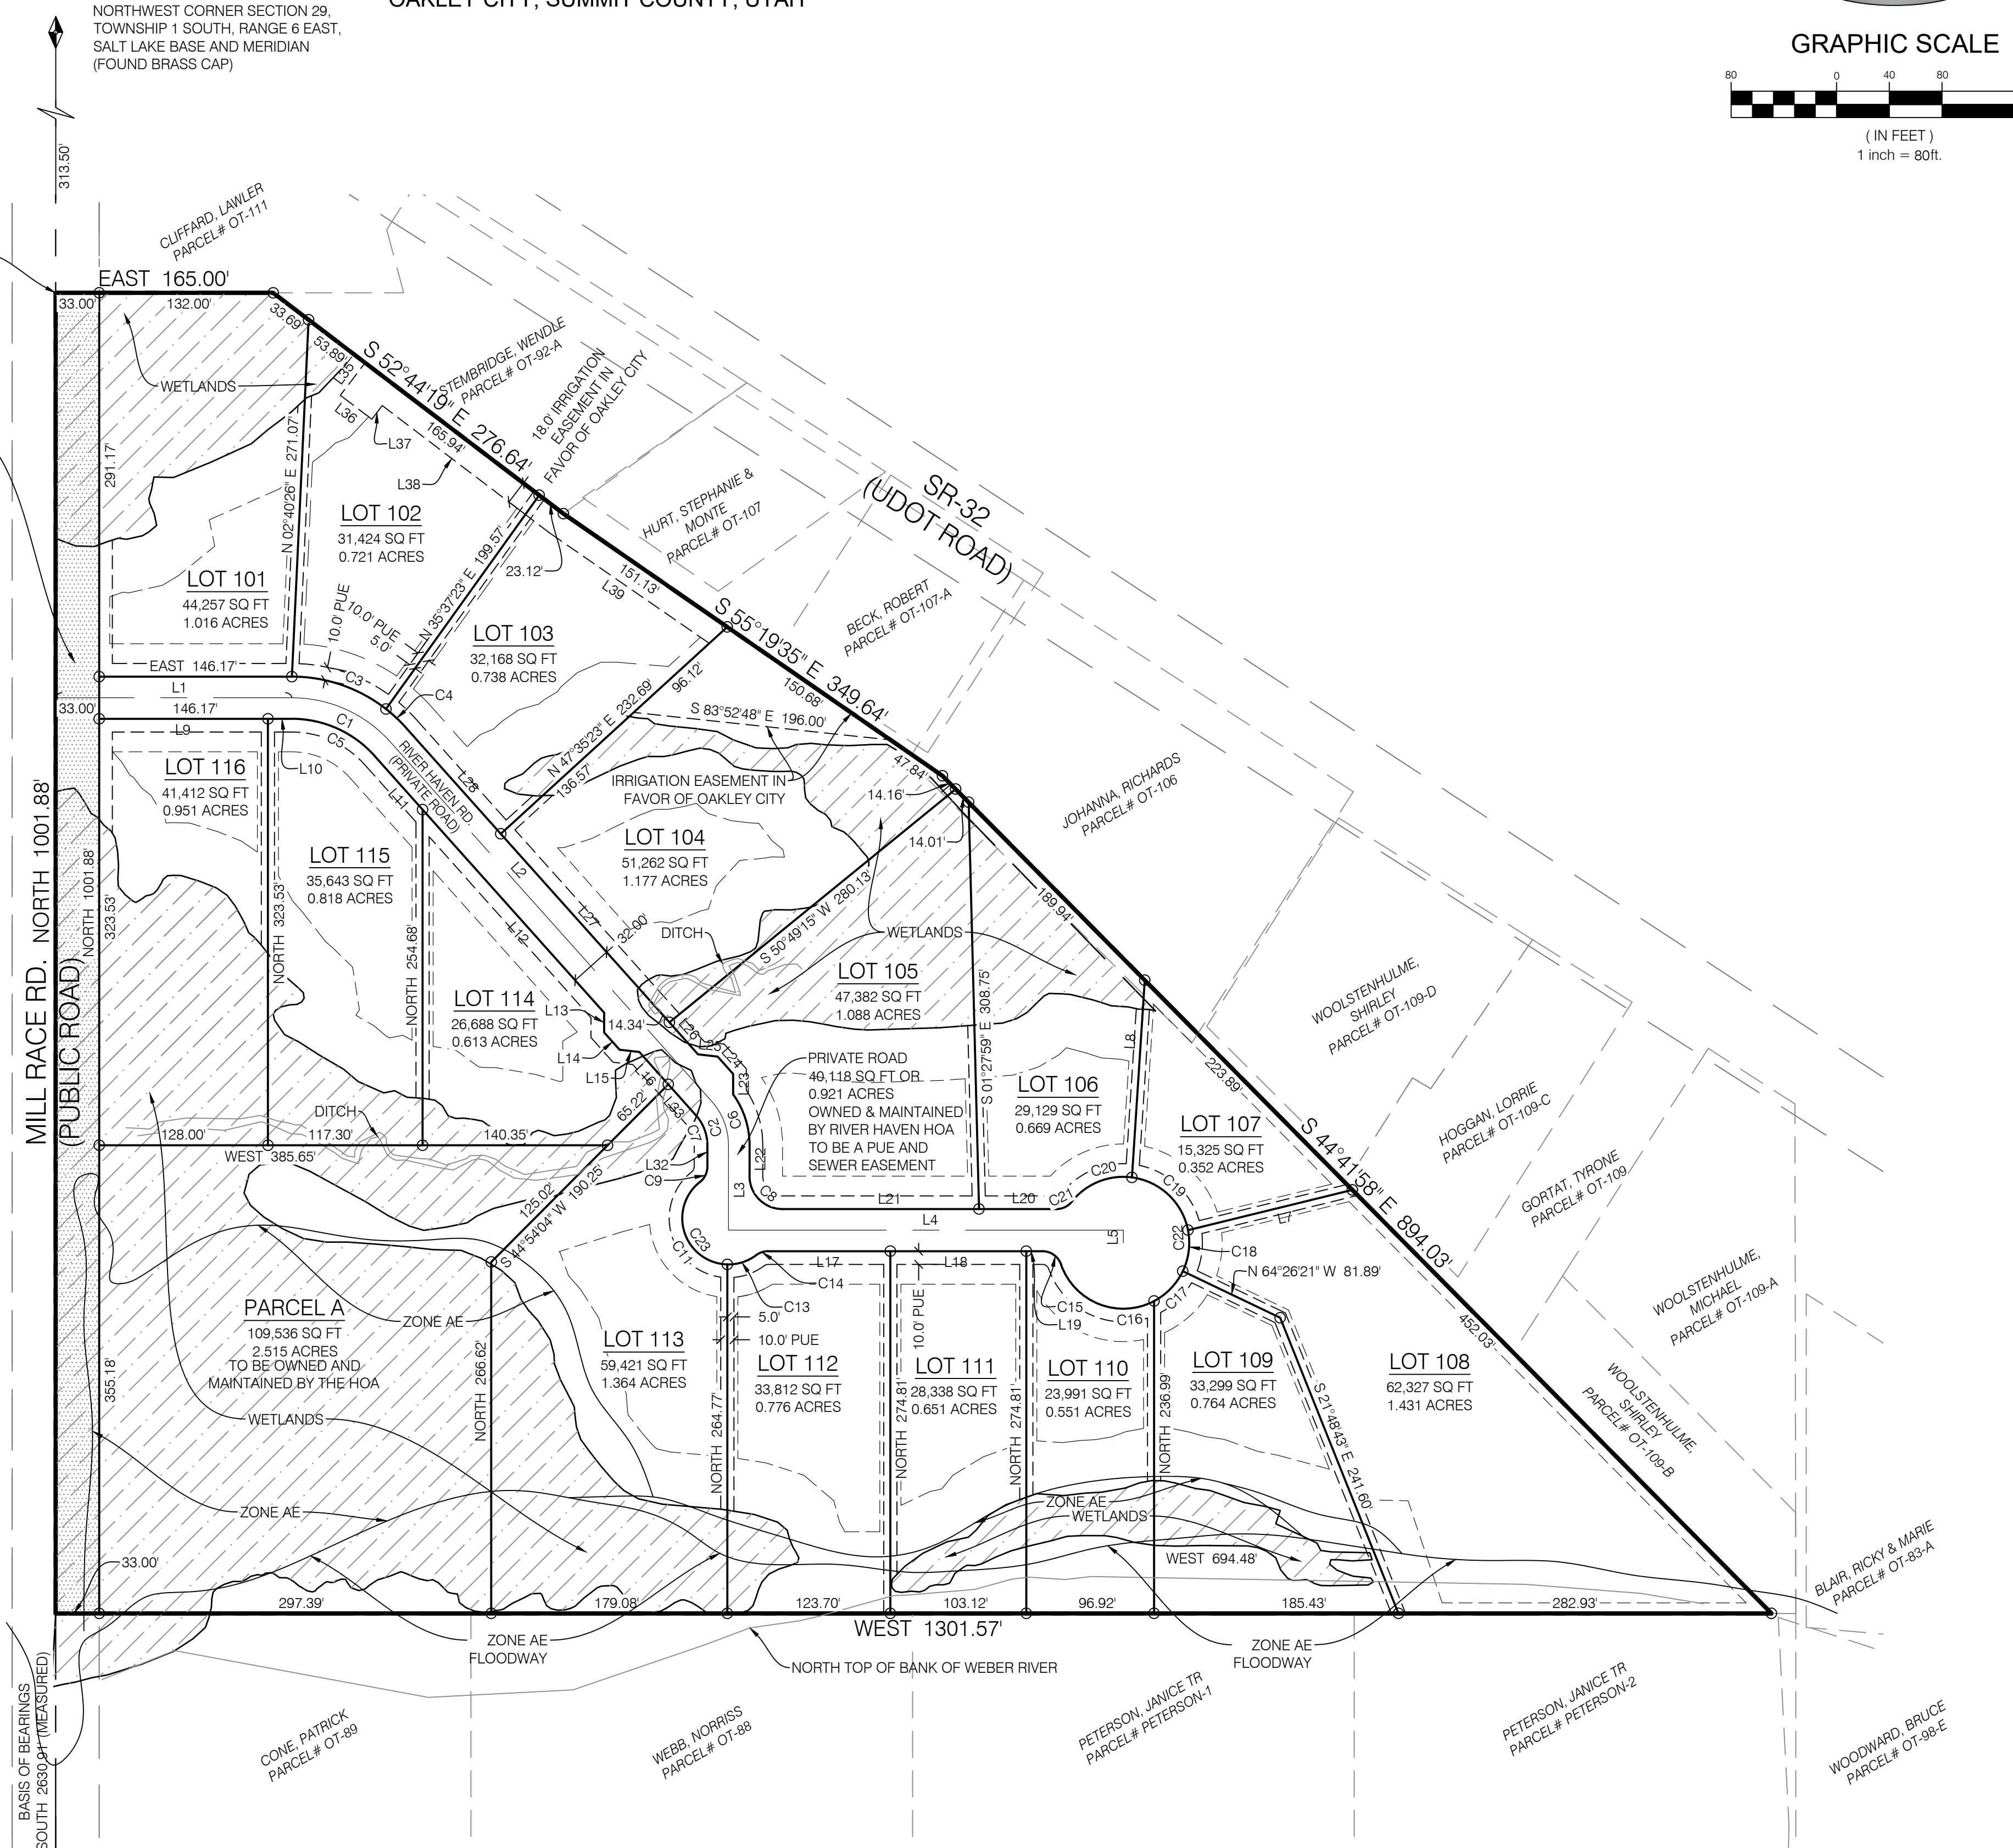 NORTHWEST CORNER SECTION 29,
TOWNSHIP 1 SOUTH, RANGE 6 EAST,
SALT LAKE BASE AND MERIDIAN
(FOUND BRASS CAP)
OAKLEY CITY, SUMMIT COUNTY, UTAH
GRAPHIC SCALE
80
0
40
80
( IN FEET )
1 inch = 80ft.
313.50'
CLIFFARD, LAWLER
PARCEL# OT-111
EAST 165.00'
33.00'
132.00'
33.69'
53.89'
L35
L36
L37
165.94'
L38
S 52°44'19" E 276.64'
STEMBRIDGE, WENDLE
PARCEL# OT-92-A
18.0' IRRIGATION
EASEMENT IN
FAVOR OF OAKLEY CITY
WETLANDS
291.17'
N 02°40'26" E 271.07'
LOT 102
31,424 SQ FT
0.721 ACRES
LOT 101
44,257 SQ FT
1.016 ACRES
10.0' PUE
10.0' PUE
5.0'
N 35°37'23" E 199.57'
23.12'
LOT 103
32,168 SQ FT
0.738 ACRES
HURT, STEPHANIE &
MONTE
PARCEL# OT-107
151.13'
L39
SR-32
(UDOT ROAD)
BECK, ROBERT
PARCEL# OT-107-A
S 55°19'35" E 349.64'
150.68'
S 83°52'48" E 196.00'
96.12'
N 47°35'23" E 232.69'
136.57'
EAST 146.17'
L1
C3
C4
33.00'
146.17'
L9
L10
C1
C5
RIVER HAVEN RD.
(PRIVATE ROAD)
L28
L11
IRRIGATION EASEMENT IN
FAVOR OF OAKLEY CITY
47.84'
14.16'
14.01'
JOHANNA, RICHARDS
PARCEL# OT-106
LOT 116
41,412 SQ FT
0.951 ACRES
LOT 115
35,643 SQ FT
0.818 ACRES
LOT 104
51,262 SQ FT
1.177 ACRES
L2
L27
L12
32.00'
DITCH
S 50°49'15" W 280.13'
WETLANDS
189.94'
MILL RACE RD. NORTH 1001.88'
(PUBLIC ROAD)
NORTH 1001.88'
323.53'
NORTH 323.53'
NORTH 254.68'
LOT 105
47,382 SQ FT
1.088 ACRES
LOT 114
26,688 SQ FT
0.613 ACRES
L13
L14
L15
L16
14.34'
L26
L25
L24
L23
PRIVATE ROAD
40,118 SQ FT OR
0.921 ACRES
OWNED & MAINTAINED
BY RIVER HAVEN HOA
TO BE A PUE AND
SEWER EASEMENT
S 01°27'59" E 308.75'
LOT 106
29,129 SQ FT
0.669 ACRES
L8
LOT 107
15,325 SQ FT
0.352 ACRES
223.89'
S 44°41'58" E 894.03'
WOOLSTENHULME,
SHIRLEY
PARCEL# OT-109-D
HOGGAN, LORRIE
PARCEL# OT-109-C
GORTAT, TYRONE
PARCEL# OT-109
WOOLSTENHULME,
MICHAEL
PARCEL# OT-109-A
WOOLSTENHULME,
SHIRLEY
PARCEL# OT-109-B
BLAIR, RICKY & MARIE
PARCEL# OT-83-A
DITCH
128.00'
117.30'
140.35'
WEST 385.65'
65.22'
L33
C7
C2
C6
L32
C9
L22
L3
C8
L21
L4
L20
C21
C20
C19
L5
C22
C18
L7
125.02'
S 44°54'04" W 190.25'
C23
C11
L17
C14
L18
C13
5.0'
10.0' PUE
10.0' PUE
C15
L19
C16
C17
N 64°26'21" W 81.89'
PARCEL A
109,536 SQ FT
2.515 ACRES
TO BE OWNED AND
MAINTAINED BY THE HOA
ZONE AE
WETLANDS
355.18'
NORTH 266.62'
LOT 113
59,421 SQ FT
1.364 ACRES
NORTH 264.77'
LOT 112
33,812 SQ FT
0.776 ACRES
NORTH 274.81'
LOT 111
28,338 SQ FT
0.651 ACRES
NORTH 274.81'
LOT 110
23,991 SQ FT
0.551 ACRES
NORTH 236.99'
LOT 109
33,299 SQ FT
0.764 ACRES
S 21°48'43" E 241.60'
LOT 108
62,327 SQ FT
1.431 ACRES
452.03'
ZONE AE
ZONE AE
WETLANDS
WEST 694.48'
33.00'
297.39'
179.08'
123.70'
103.12'
96.92'
185.43'
282.93'
WEST 1301.57'
ZONE AE
FLOODWAY
ZONE AE
FLOODWAY
NORTH TOP OF BANK OF WEBER RIVER
BASIS OF BEARINGS
SOUTH 2630.91' (MEASURED)
CONE, PATRICK
PARCEL# OT-89
WEBB, NORRISS
PARCEL# OT-88
PETERSON, JANICE TR
PARCEL# PETERSON-1
PETERSON, JANICE TR
PARCEL# PETERSON-2
WOODWARD, BRUCE
PARCEL# OT-98-E